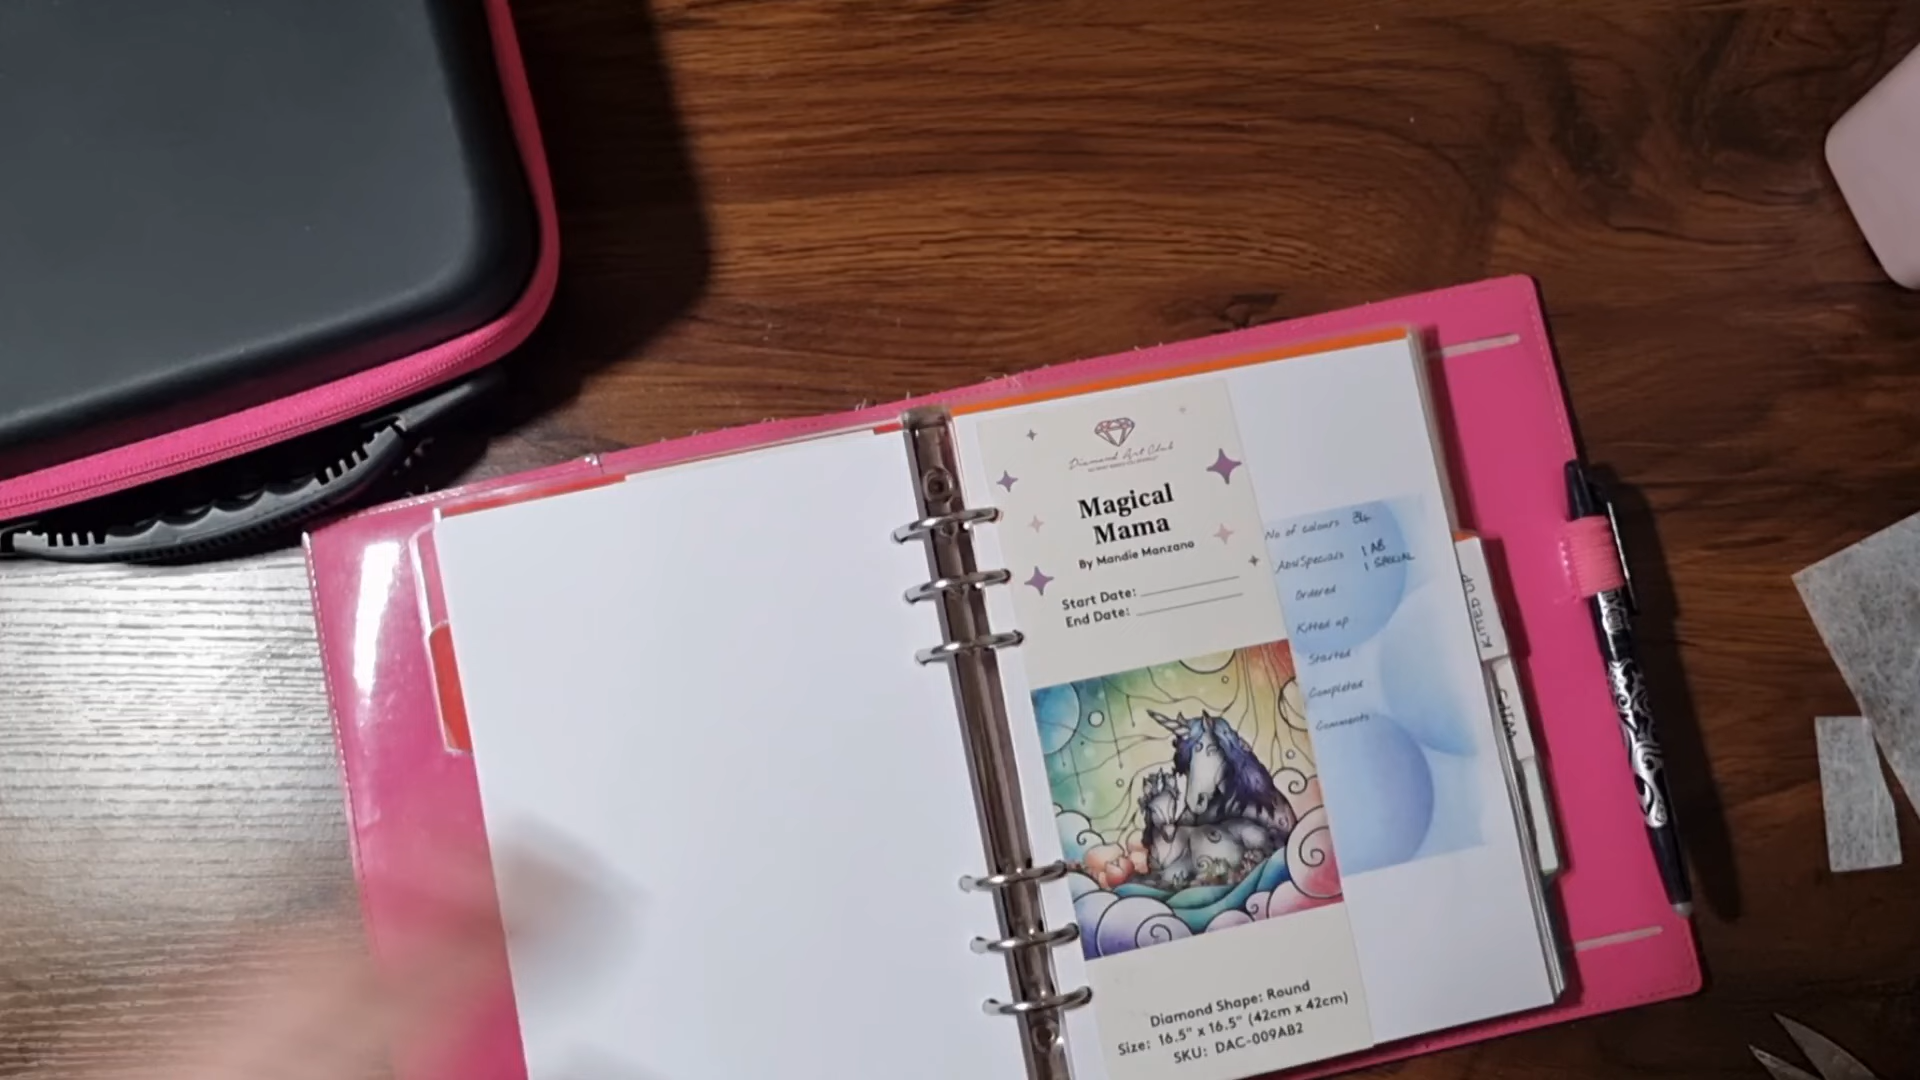 Diamond Art Club
Magical
Mama
By Mandie Manzano
Start Date:
End Date:
Diamond Shape: Round
Size: 16.5" x 16.5" (42cm x 42cm)
SKU: DAC-009AB2
No of colours 34
Abs/Specials 1 AB
1 SPECIAL
Ordered
Kitted up
Started
Completed
Comments
KITTED UP